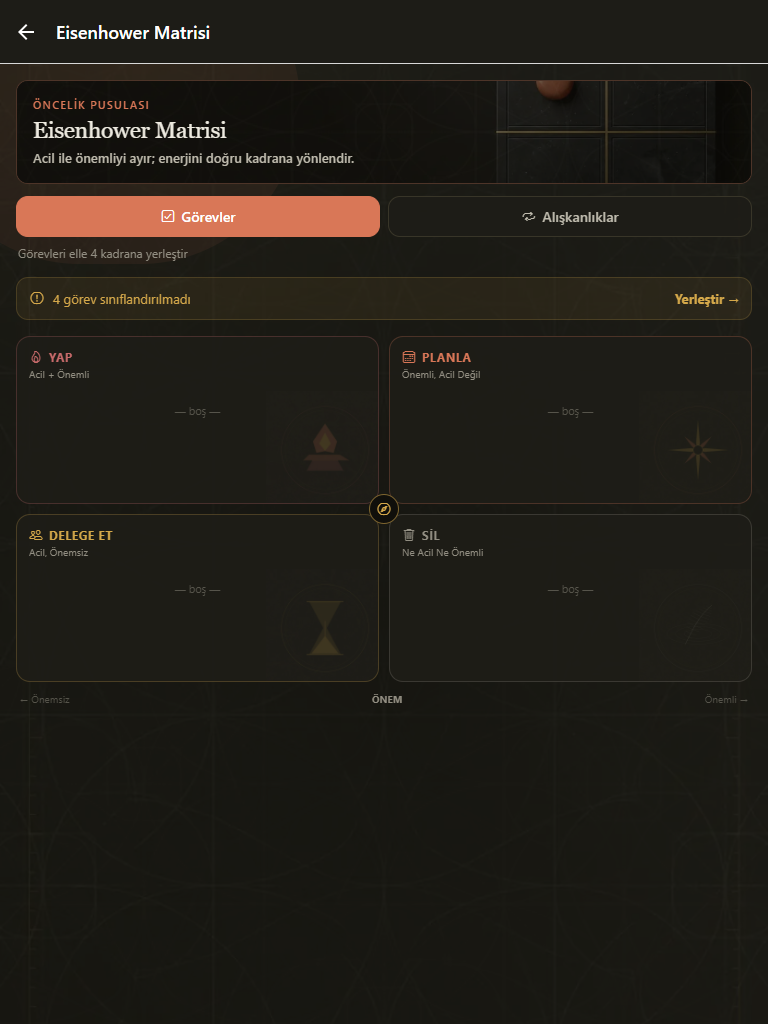 Eisenhower Matrisi
ÖNCELİK PUSULASI
Eisenhower Matrisi
Acil ile önemliyi ayır; enerjini doğru kadrana yönlendir.
Görevler
Alışkanlıklar
Görevleri elle 4 kadrana yerleştir
4 görev sınıflandırılmadı
Yerleştir →
YAP
Acil + Önemli
— boş —
PLANLA
Önemli, Acil Değil
— boş —
DELEGE ET
Acil, Önemsiz
— boş —
SİL
Ne Acil Ne Önemli
— boş —
← Önemsiz
ÖNEM
Önemli →